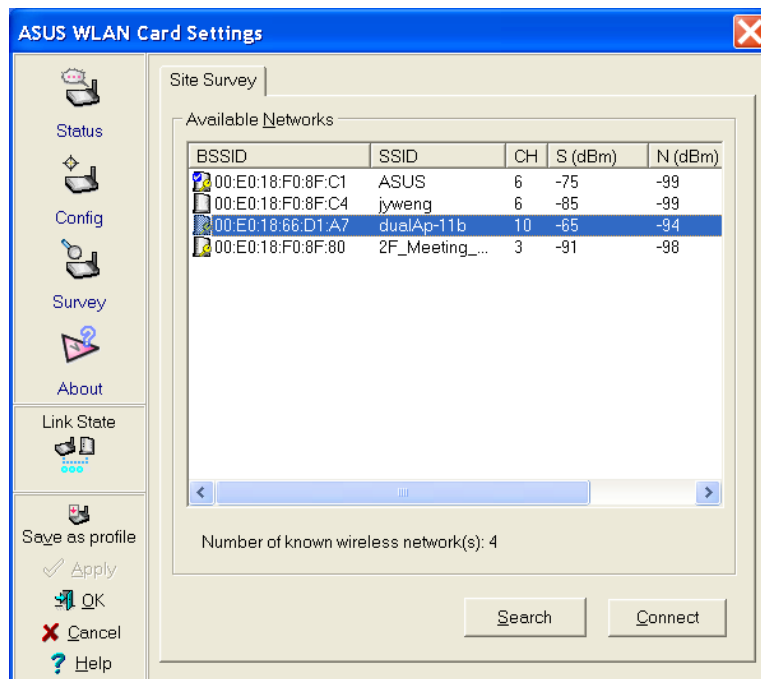 ASUS WLAN Card Settings
Status
Config
Survey
About
Link State
Save as profile
Apply
OK
Cancel
Help
Site Survey
Available Networks
BSSID SSID CH S (dBm) N (dBm)
00:E0:18:F0:8F:C1 ASUS 6 -75 -99
00:E0:18:F0:8F:C4 jyweng 6 -85 -99
00:E0:18:66:D1:A7 dualAp-11b 10 -65 -94
00:E0:18:F0:8F:80 2F_Meeting_... 3 -91 -98
Number of known wireless network(s): 4
Search Connect